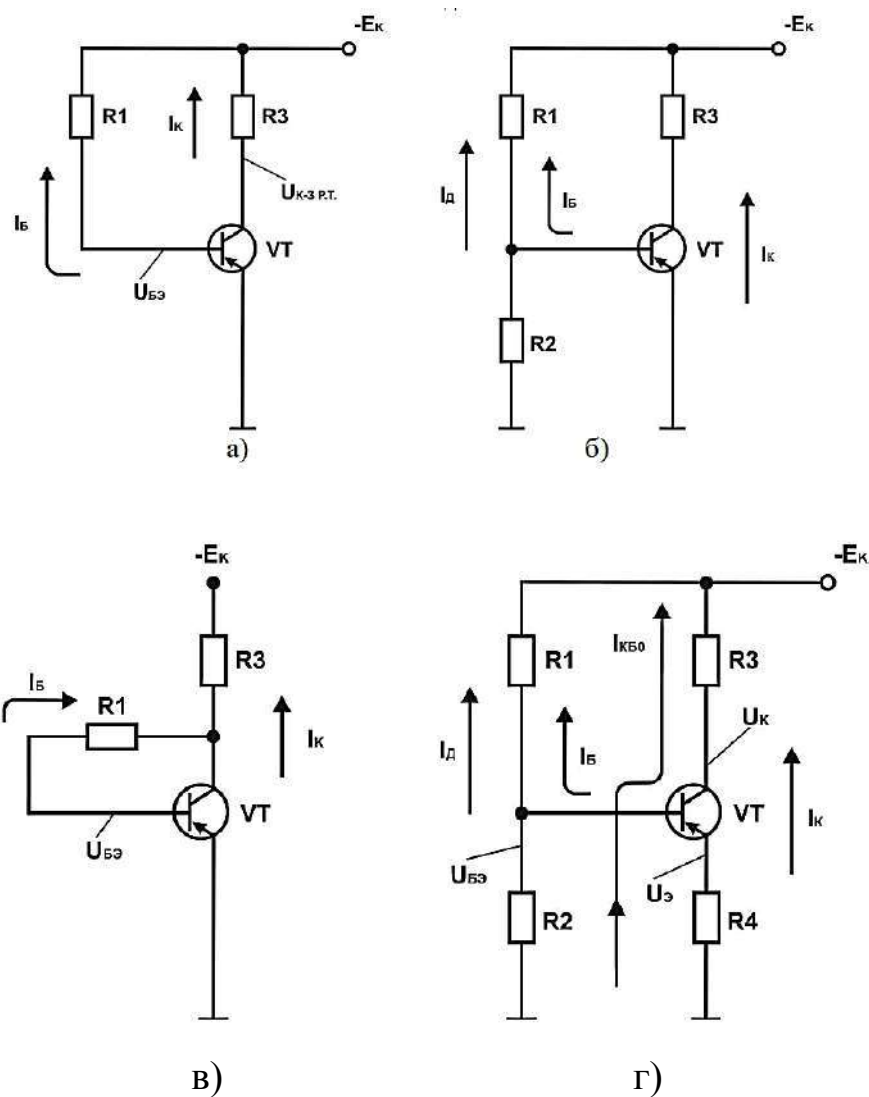 -Eк
R1
Iк
R3
Uк-з р.т.
Iб
VT
Uбэ
а)
-Eк
R1
R3
Iд
Iб
VT
Iк
R2
б)
-Eк
R3
Iб
R1
Iк
VT
Uбэ
в)
-Eк
R1
Iкбо
R3
Uк
Iд
Iб
VT
Iк
Uбэ
Uэ
R2
R4
г)